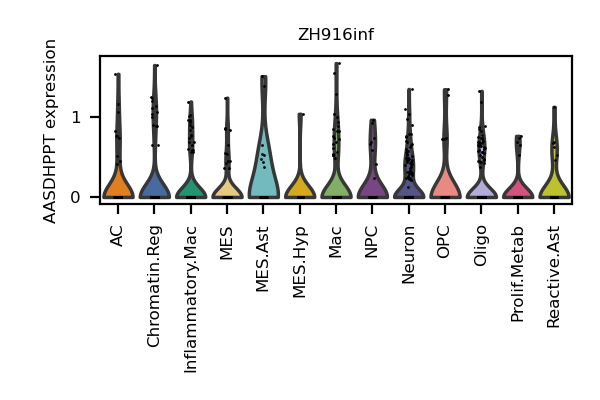 ZH916inf
AASDHPPT expression
1
0
AC
Chromatin.Reg
Inflammatory.Mac
MES
MES.Ast
MES.Hyp
Mac
NPC
Neuron
OPC
Oligo
Prolif.Metab
Reactive.Ast